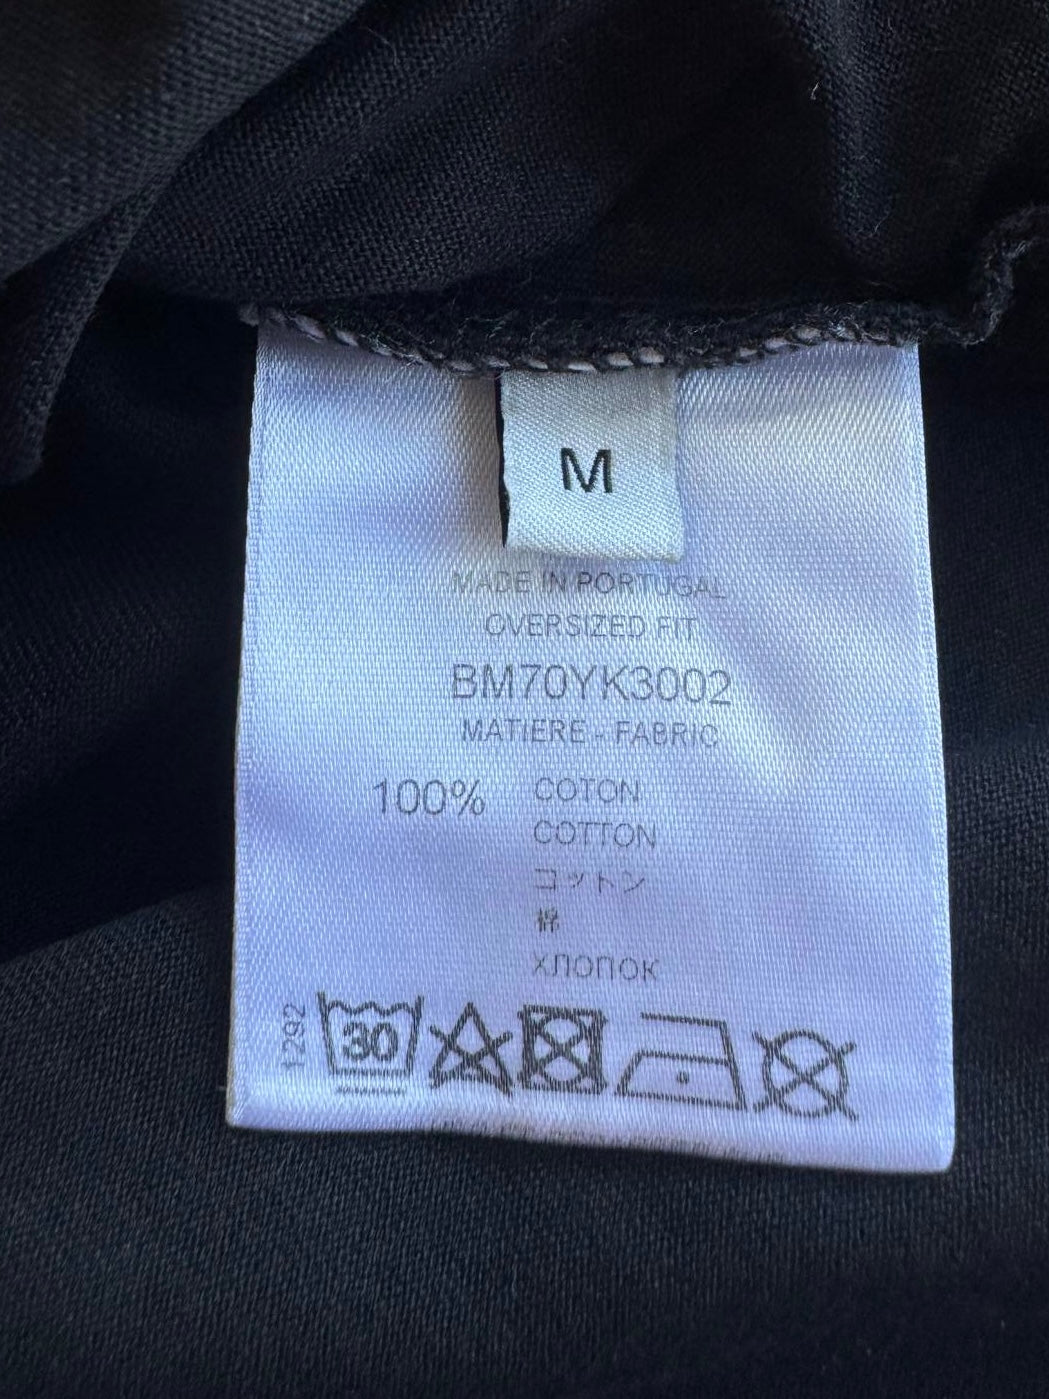 M
MADE IN PORTUGAL
OVERSIZED FIT
BM70YK3002
MATIERE - FABRIC
100% COTON
COTTON
コットン
棉
ХЛОПОК
1292
30